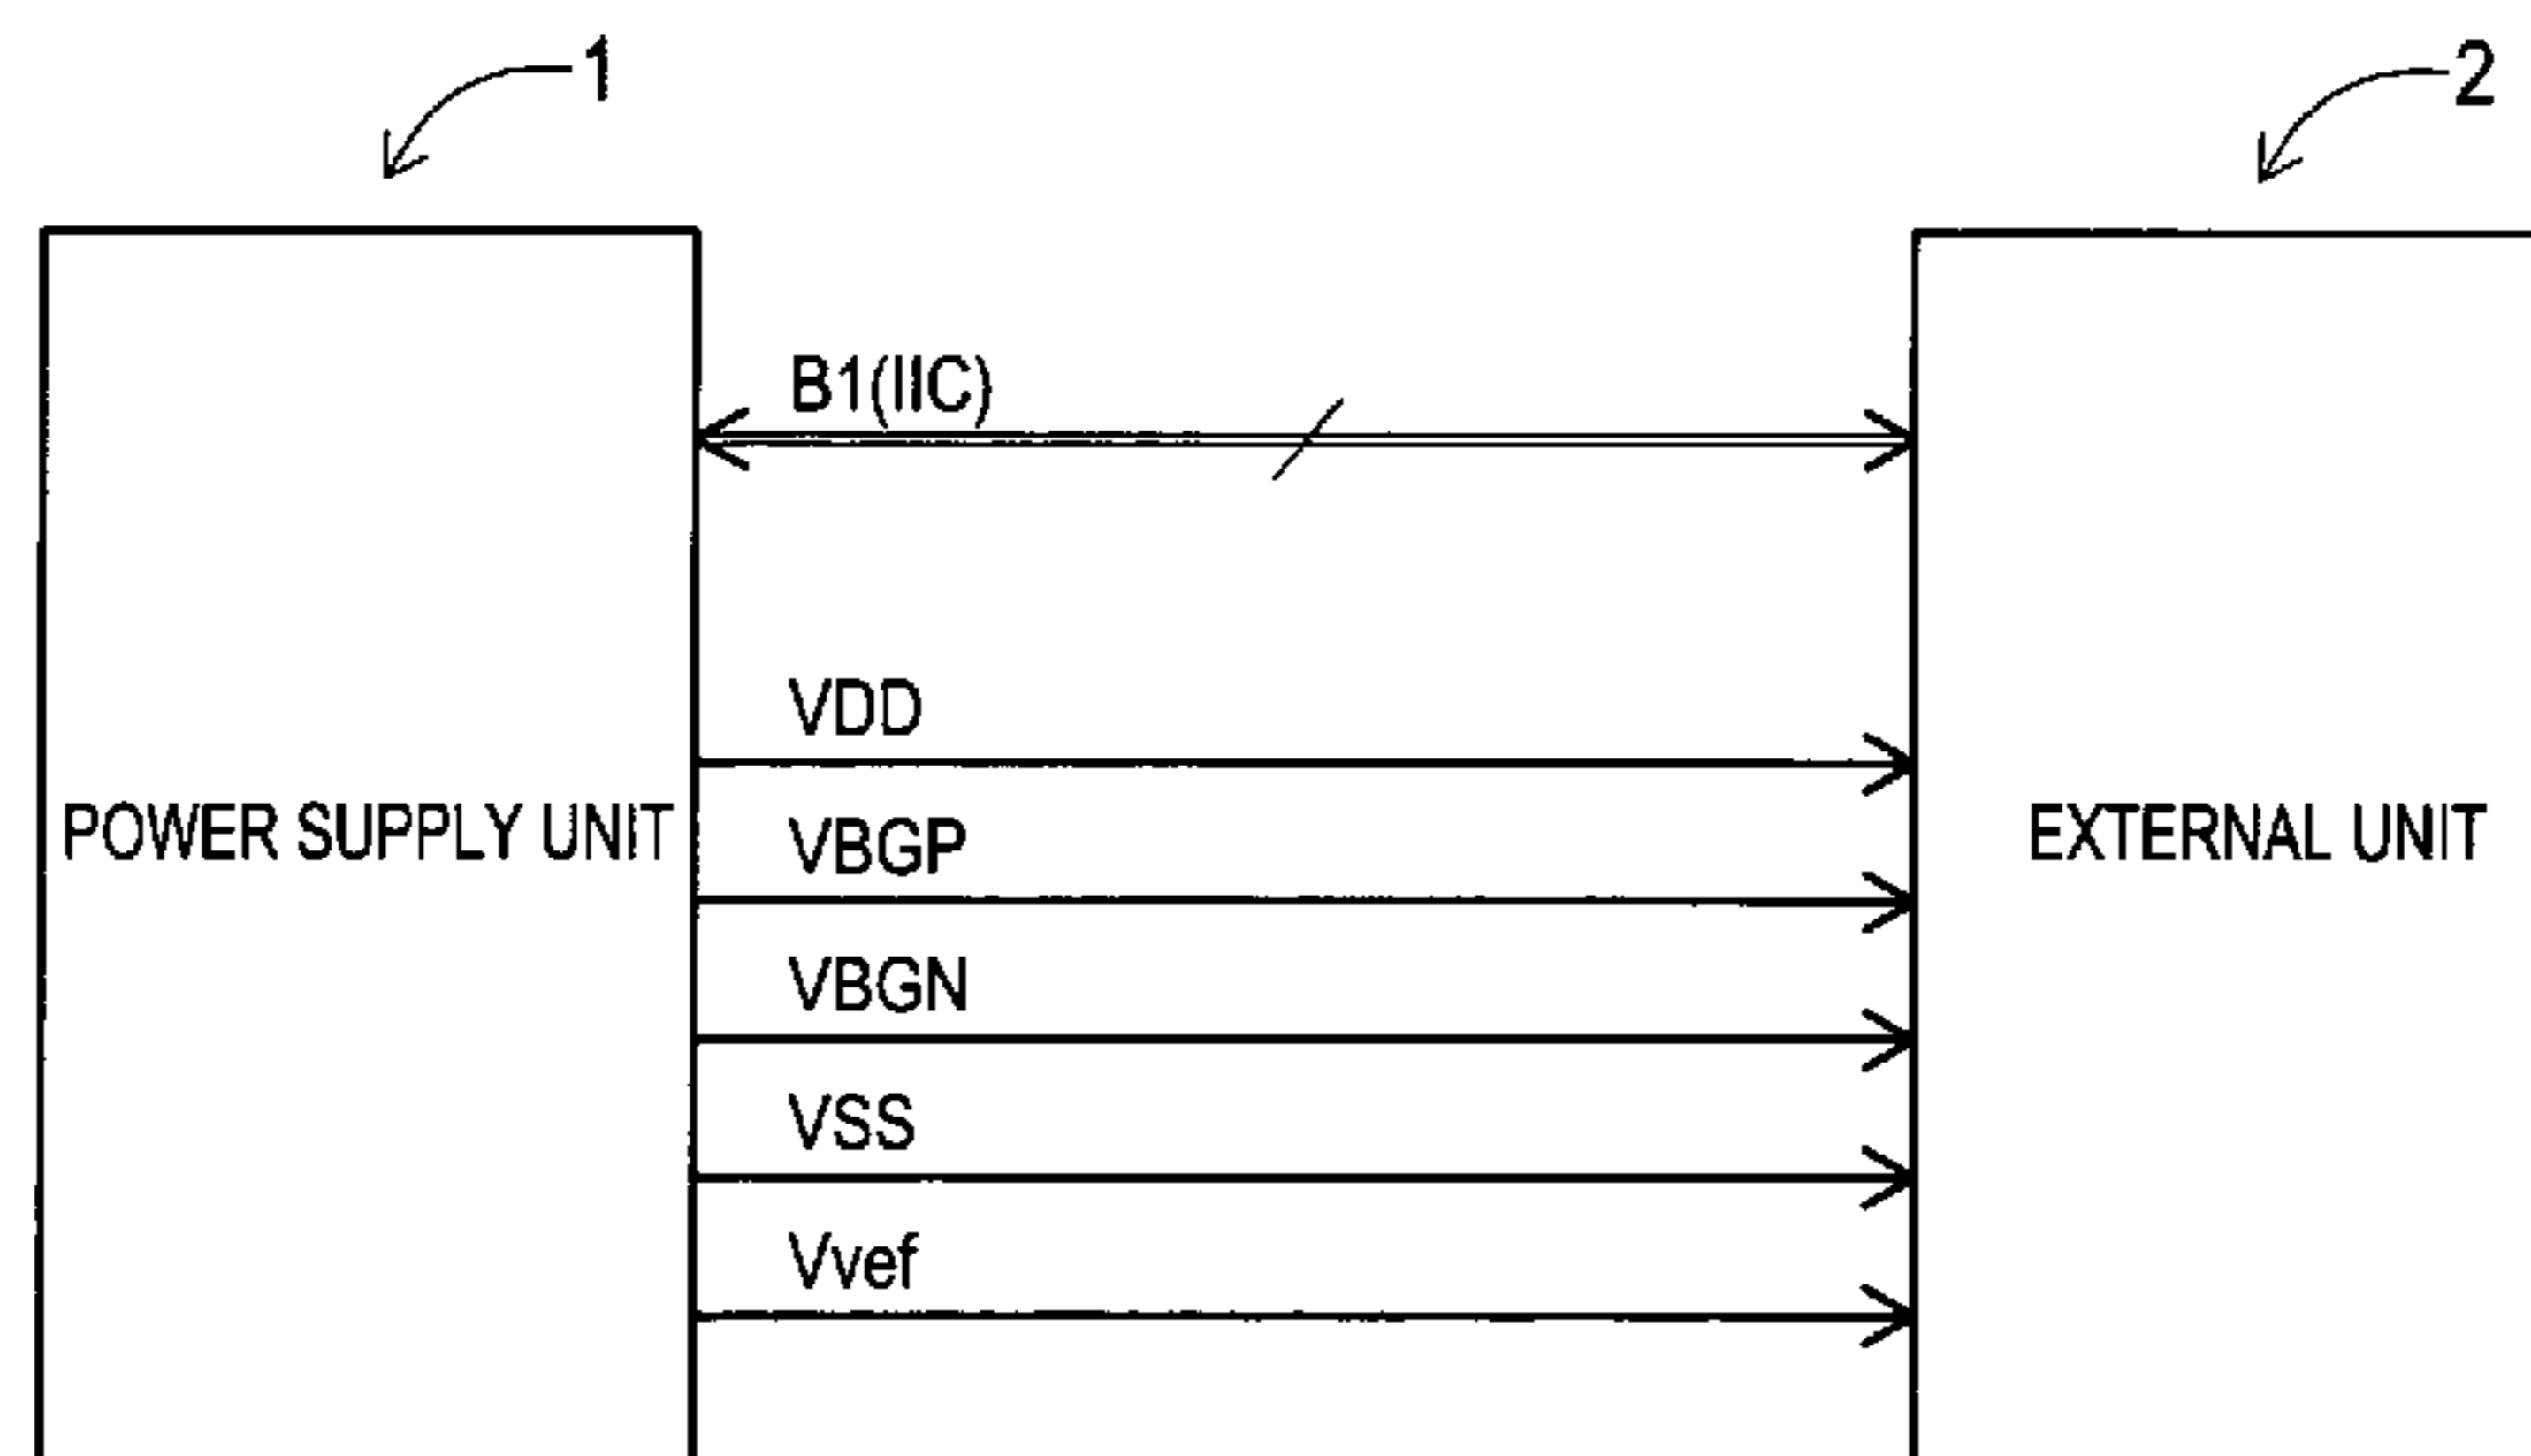 1
2
B1(IIC)
VDD
POWER SUPPLY UNIT
EXTERNAL UNIT
VBGP
VBGN
VSS
Vvef